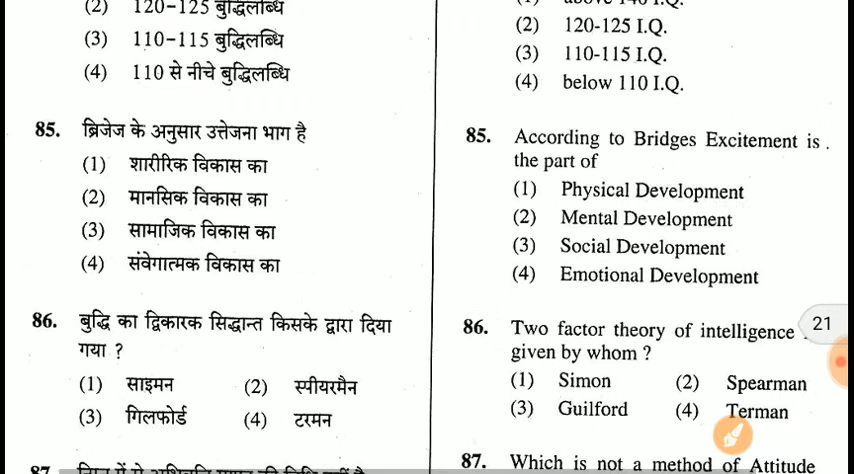 (2) 120-125 बुद्धिलब्धि
(3) 110-115 बुद्धिलब्धि
(4) 110 से नीचे बुद्धिलब्धि
85. ब्रिजेज के अनुसार उत्तेजना भाग है
(1) शारीरिक विकास का
(2) मानसिक विकास का
(3) सामाजिक विकास का
(4) संवेगात्मक विकास का
86. बुद्धि का द्विकारक सिद्धान्त किसके द्वारा दिया
गया ?
(1) साइमन (2) स्पीयरमैन
(3) गिलफोर्ड (4) टरमन
87.
(1) above 140 I.Q.
(2) 120-125 I.Q.
(3) 110-115 I.Q.
(4) below 110 I.Q.
85. According to Bridges Excitement is .
the part of
(1) Physical Development
(2) Mental Development
(3) Social Development
(4) Emotional Development
86. Two factor theory of intelligence
given by whom ?
(1) Simon (2) Spearman
(3) Guilford (4) Terman
87. Which is not a method of Attitude
21